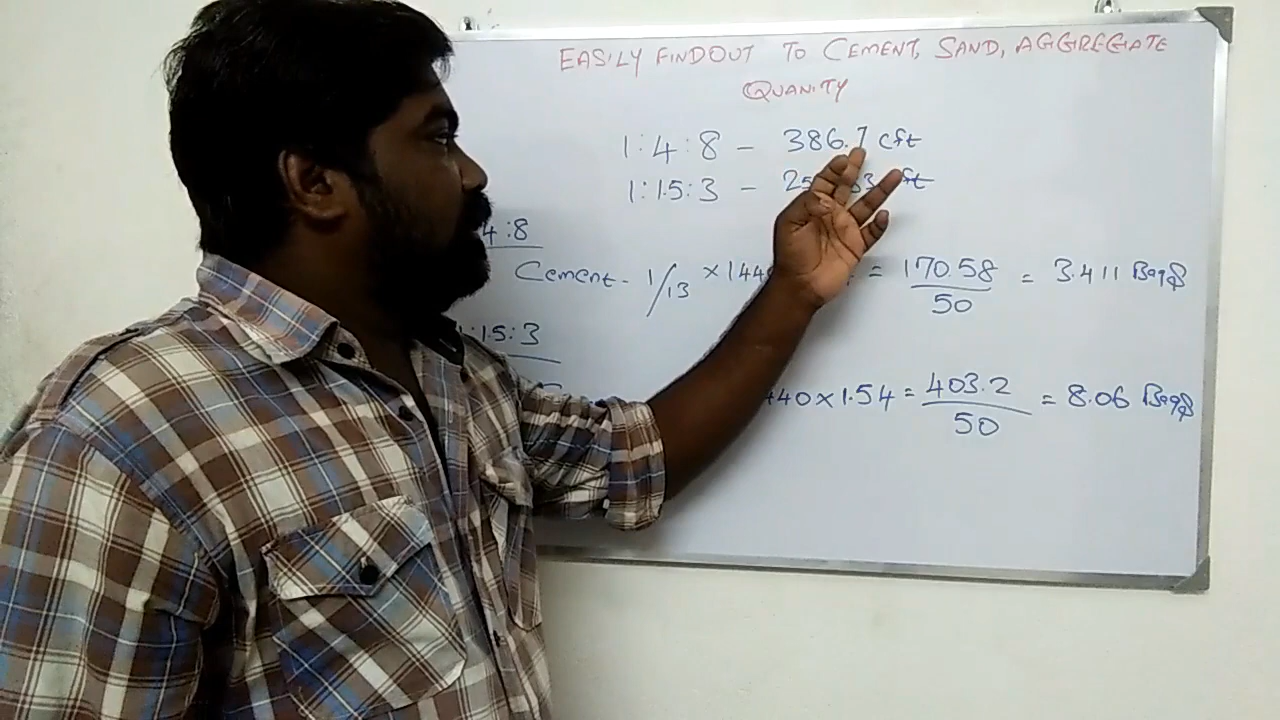 EASILY FINDOUT TO CEMENT, SAND, AGGREGIATE
QUANITY
1:4:8 - 386.7 cft
1:1.5:3 -
4:8
Cement - 1/13 × 144 = 170.58/50 = 3.411 Bags
1.5:3
440 × 1.54 = 403.2/50 = 8.06 Bags